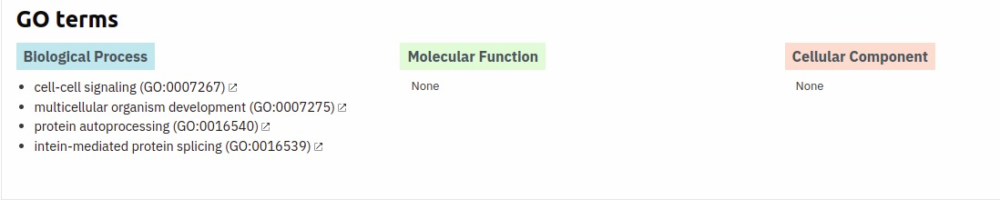 GO terms
Biological Process
Molecular Function
Cellular Component
cell-cell signaling (GO:0007267)
None
None
multicellular organism development (GO:0007275)
protein autoprocessing (GO:0016540)
intein-mediated protein splicing (GO:0016539)